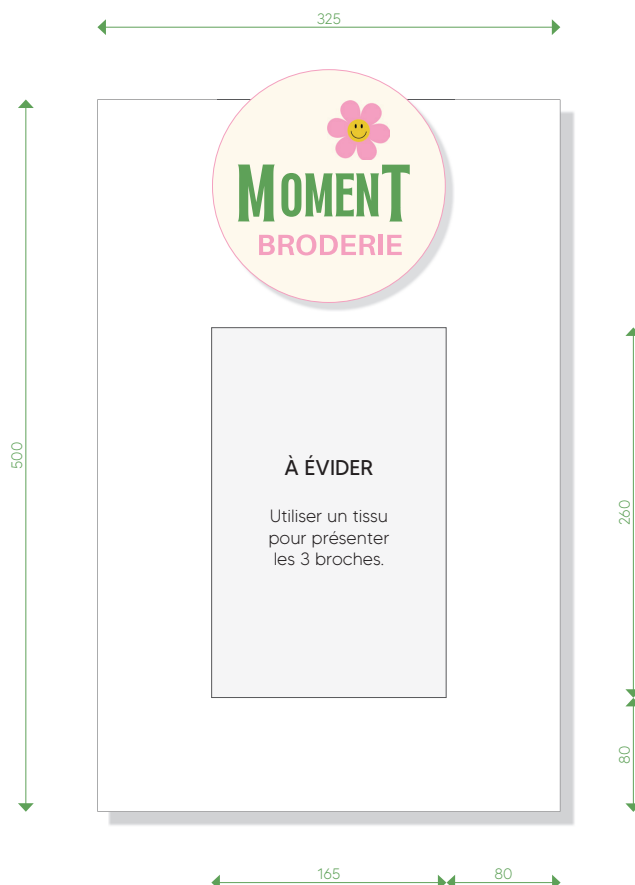 325
MOMENT
BRODERIE
500
À ÉVIDER
Utiliser un tissu
pour présenter
les 3 broches.
260
80
165
80